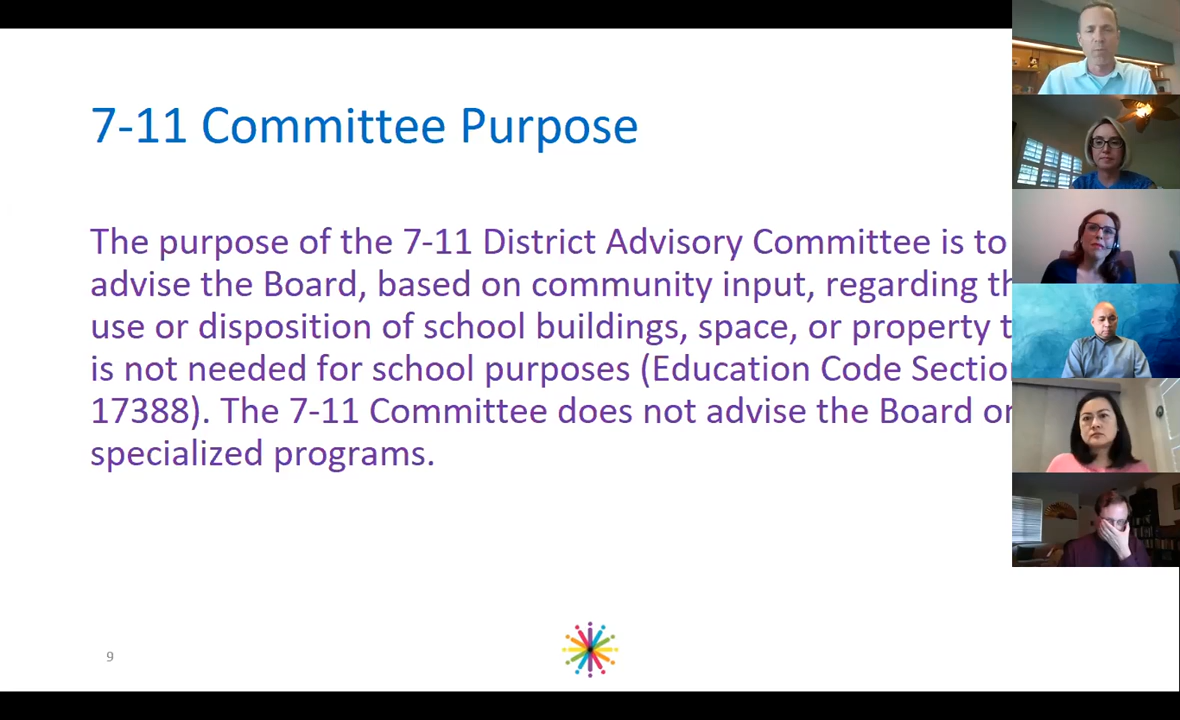 7-11 Committee Purpose
The purpose of the 7-11 District Advisory Committee is to
advise the Board, based on community input, regarding
use or disposition of school buildings, space, or property
is not needed for school purposes (Education Code
17388). The 7-11 Committee does not advise the Board
specialized programs.
9